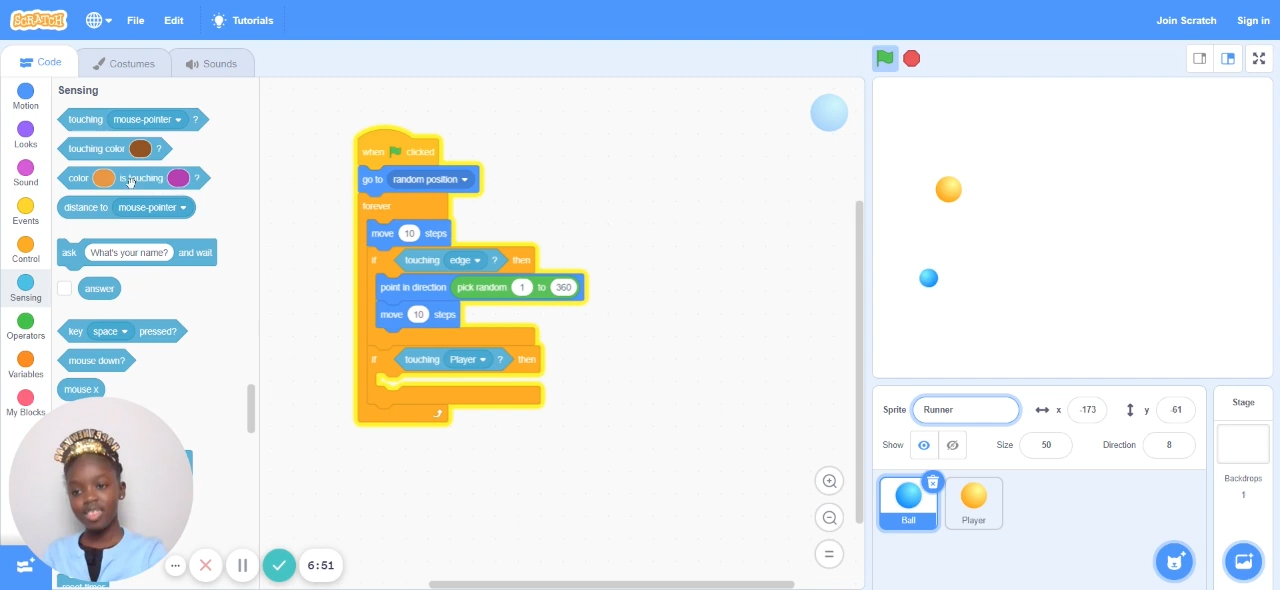 SCRATCH File Edit Tutorials Join Scratch Sign in
Code Costumes Sounds
Motion
Looks
Sound
Events
Control
Sensing
Operators
Variables
My Blocks
Sensing
touching mouse-pointer ?
touching color ?
color is touching ?
distance to mouse-pointer
ask What's your name? and wait
answer
key space pressed?
mouse down?
mouse x
when clicked
go to random position
forever
move 10 steps
if touching edge ? then
point in direction pick random 1 to 360
move 10 steps
if touching Player ? then
6:51
Sprite Runner x -173 y -61
Show Size 50 Direction 8
Ball
Player
Stage
Backdrops
1